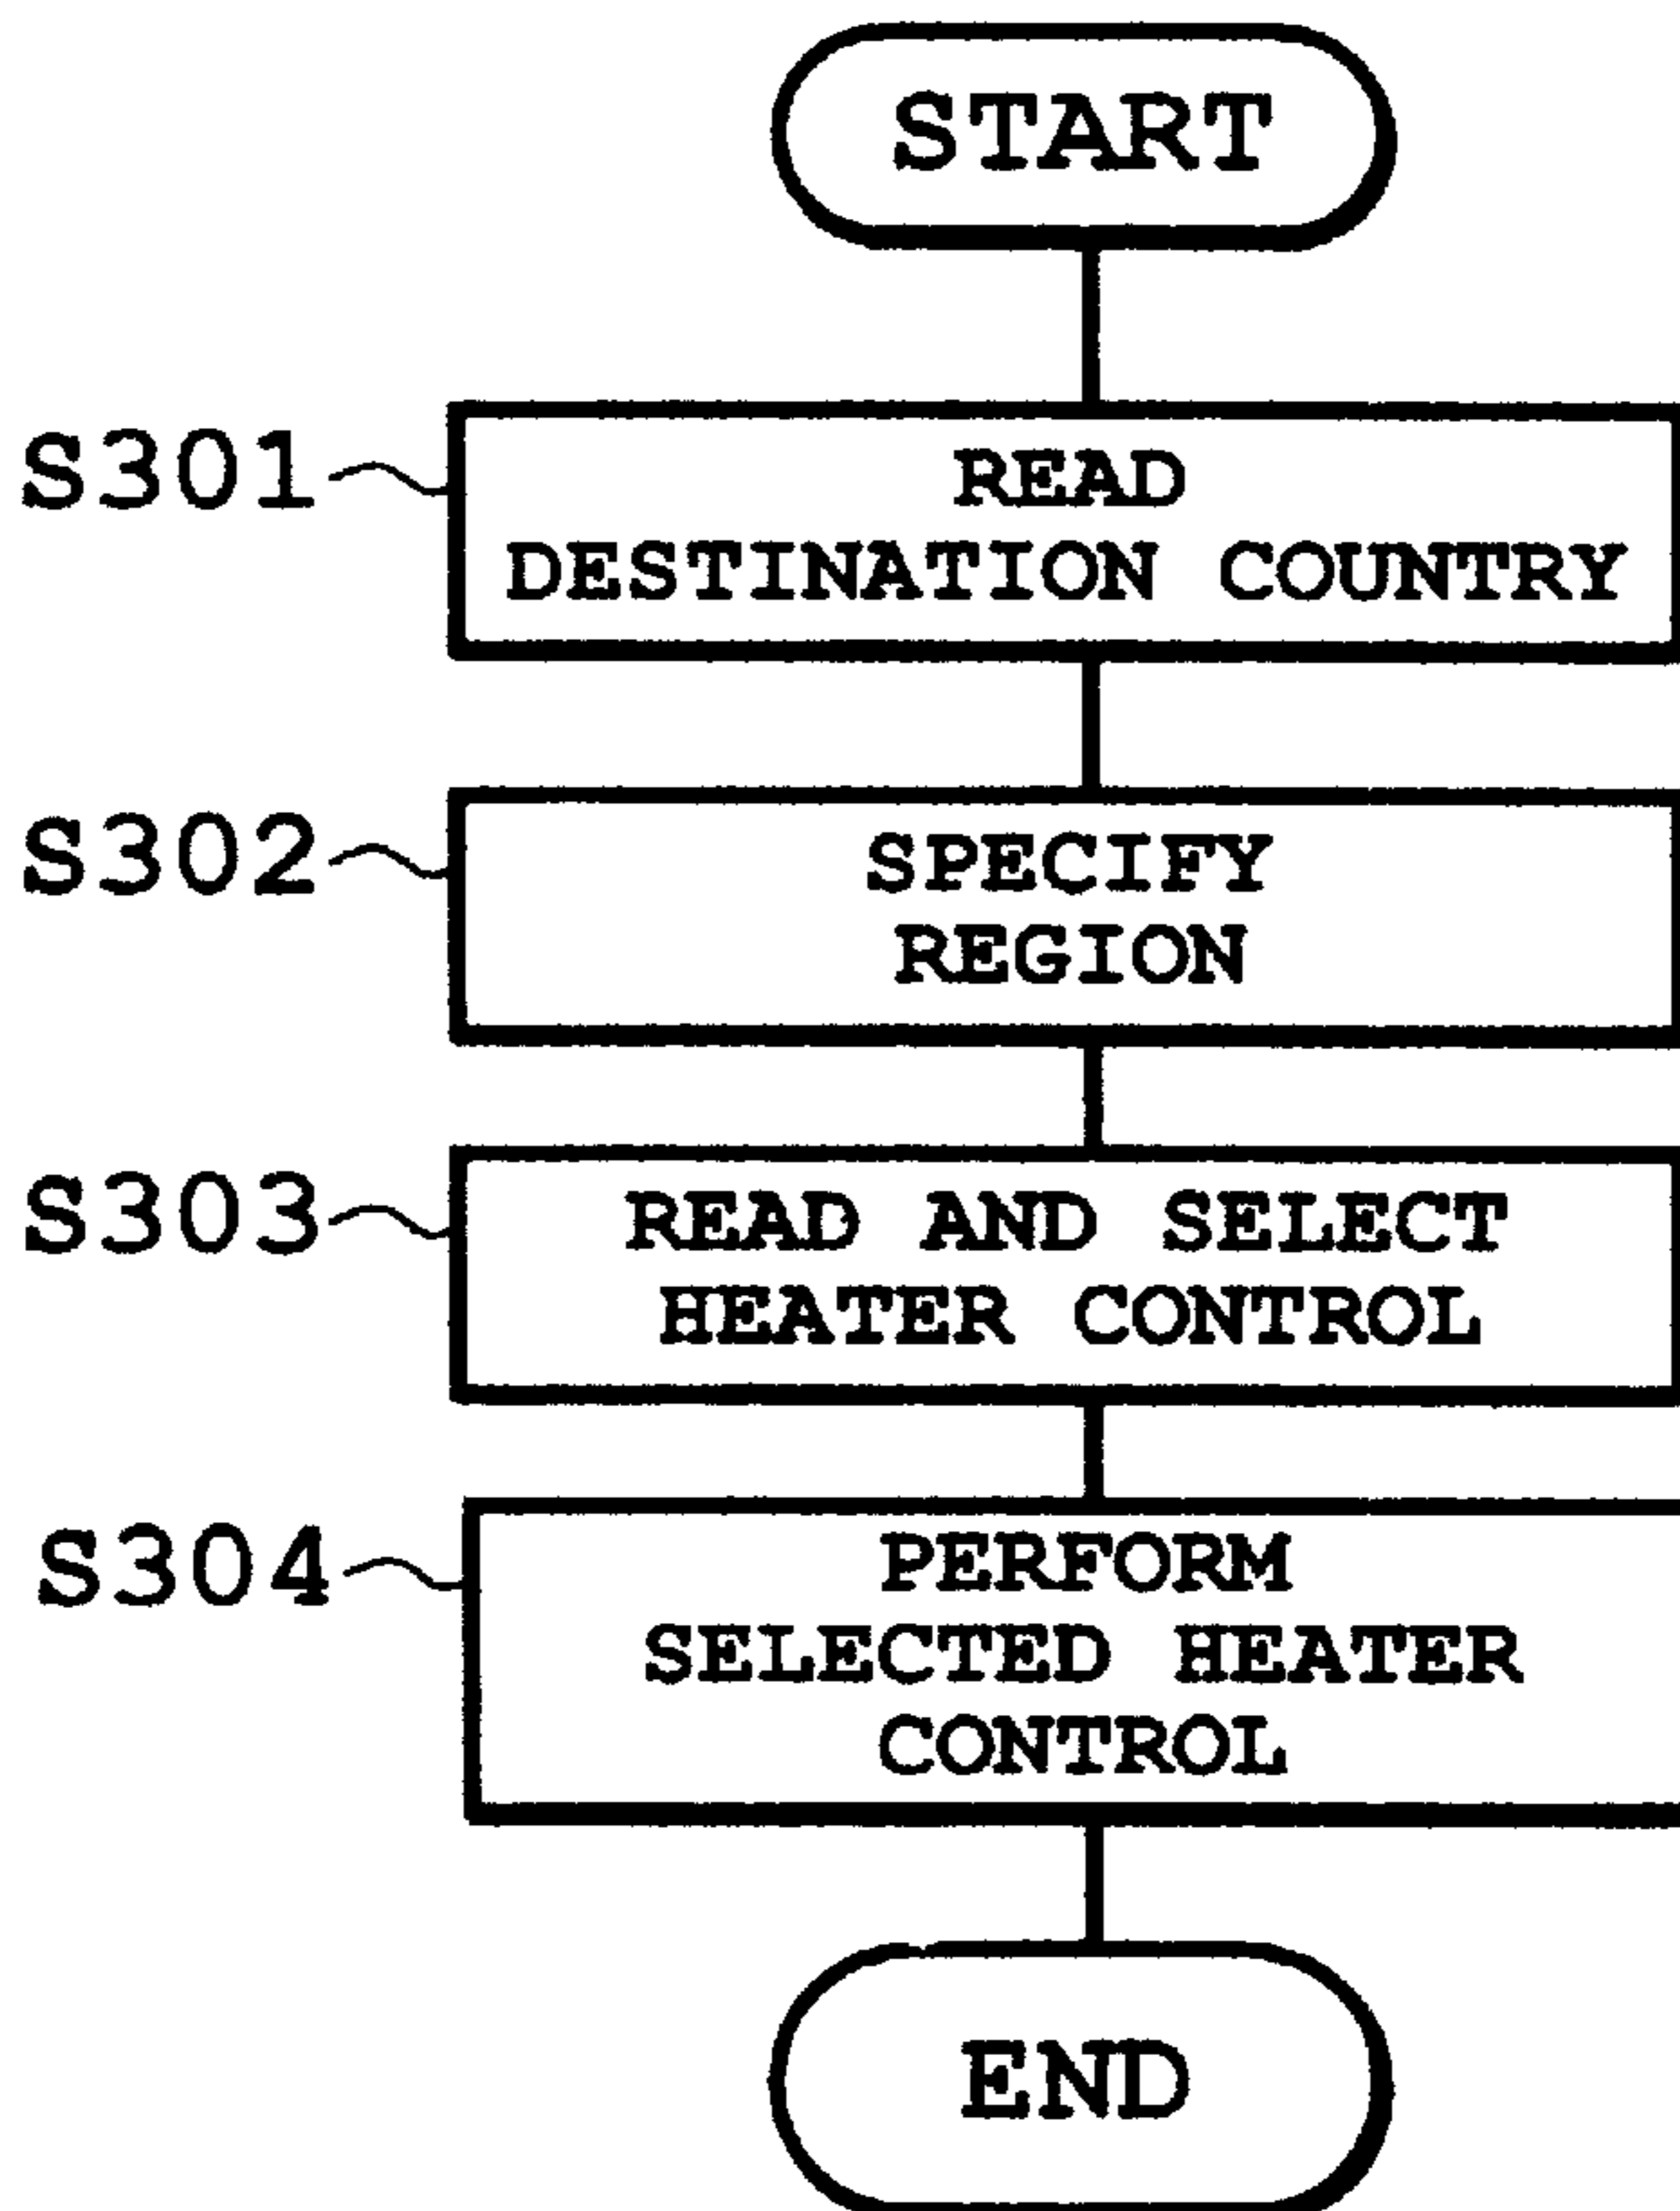 START
S301
READ
DESTINATION COUNTRY
S302
SPECIFY
REGION
S303
READ AND SELECT
HEATER CONTROL
S304
PERFORM
SELECTED HEATER
CONTROL
END